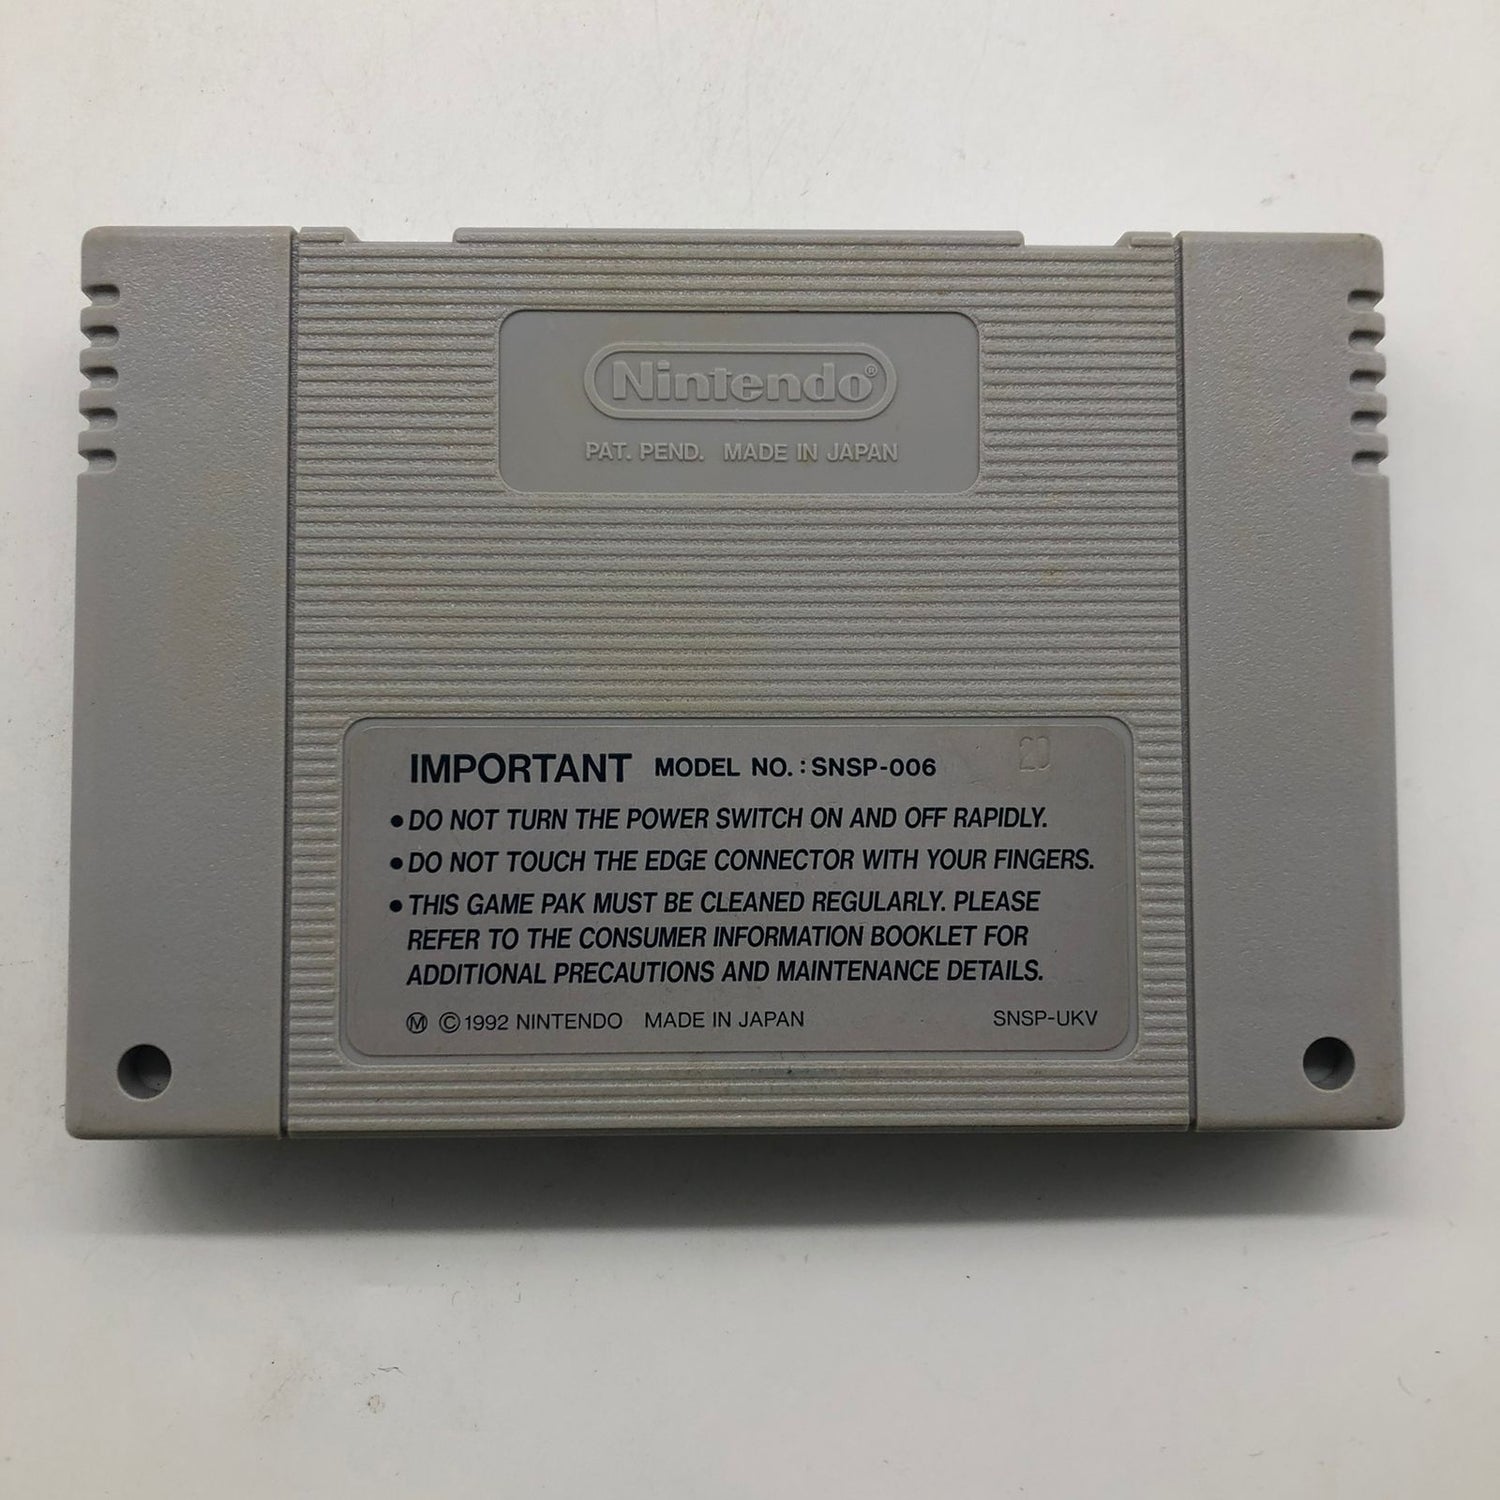 Nintendo®
PAT. PEND. MADE IN JAPAN
IMPORTANT MODEL NO.: SNSP-006
20
• DO NOT TURN THE POWER SWITCH ON AND OFF RAPIDLY.
• DO NOT TOUCH THE EDGE CONNECTOR WITH YOUR FINGERS.
• THIS GAME PAK MUST BE CLEANED REGULARLY. PLEASE
REFER TO THE CONSUMER INFORMATION BOOKLET FOR
ADDITIONAL PRECAUTIONS AND MAINTENANCE DETAILS.
Ⓜ ©1992 NINTENDO MADE IN JAPAN SNSP-UKV